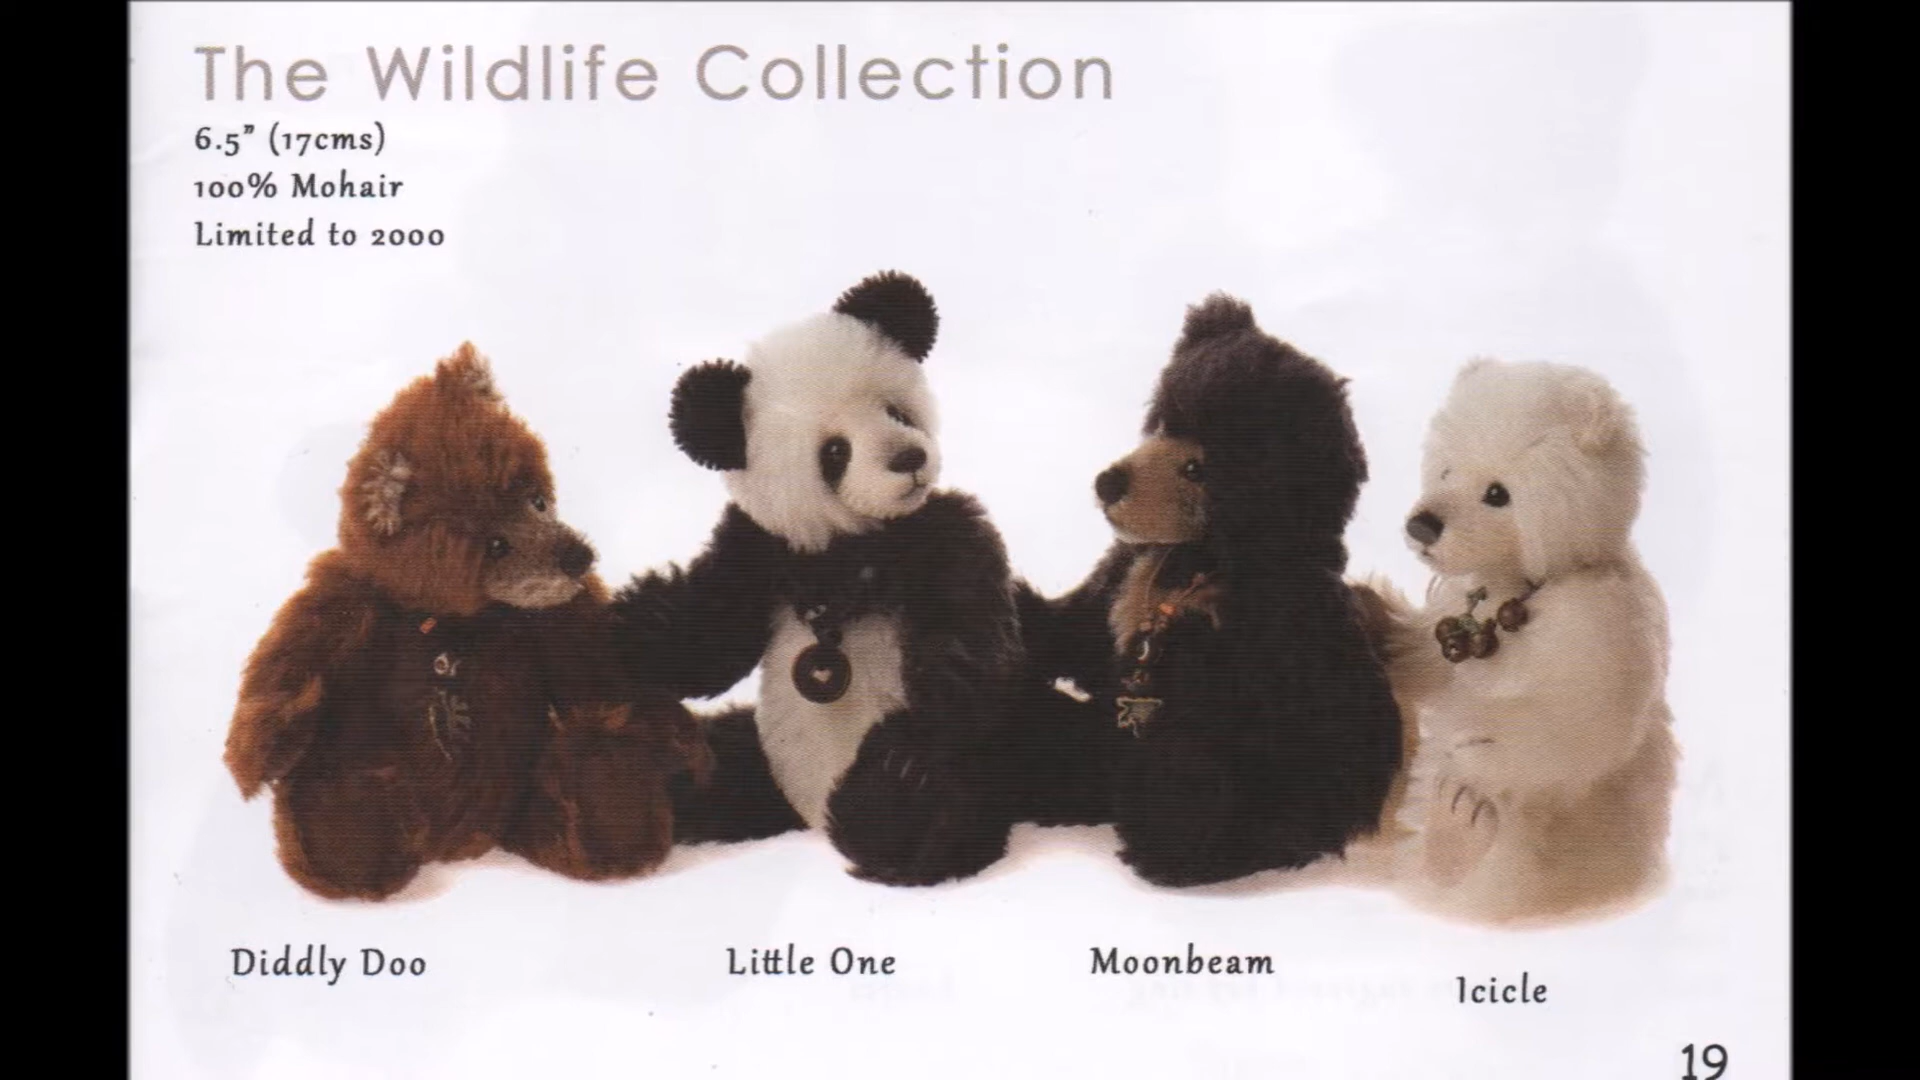 The Wildlife Collection
6.5” (17cms)
100% Mohair
Limited to 2000
Diddly Doo
Little One
Moonbeam
Icicle
19